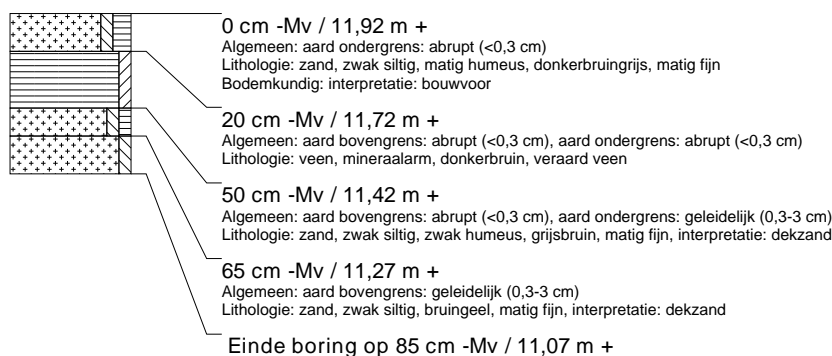 0 cm -Mv / 11,92 m +
Algemeen: aard ondergrens: abrupt (<0,3 cm)
Lithologie: zand, zwak siltig, matig humeus, donkerbruingrijs, matig fijn
Bodemkundig: interpretatie: bouwvoor
20 cm -Mv / 11,72 m +
Algemeen: aard bovengrens: abrupt (<0,3 cm), aard ondergrens: abrupt (<0,3 cm)
Lithologie: veen, mineraalarm, donkerbruin, veraard veen
50 cm -Mv / 11,42 m +
Algemeen: aard bovengrens: abrupt (<0,3 cm), aard ondergrens: geleidelijk (0,3-3 cm)
Lithologie: zand, zwak siltig, zwak humeus, grijsbruin, matig fijn, interpretatie: dekzand
65 cm -Mv / 11,27 m +
Algemeen: aard bovengrens: geleidelijk (0,3-3 cm)
Lithologie: zand, zwak siltig, bruingeel, matig fijn, interpretatie: dekzand
Einde boring op 85 cm -Mv / 11,07 m +